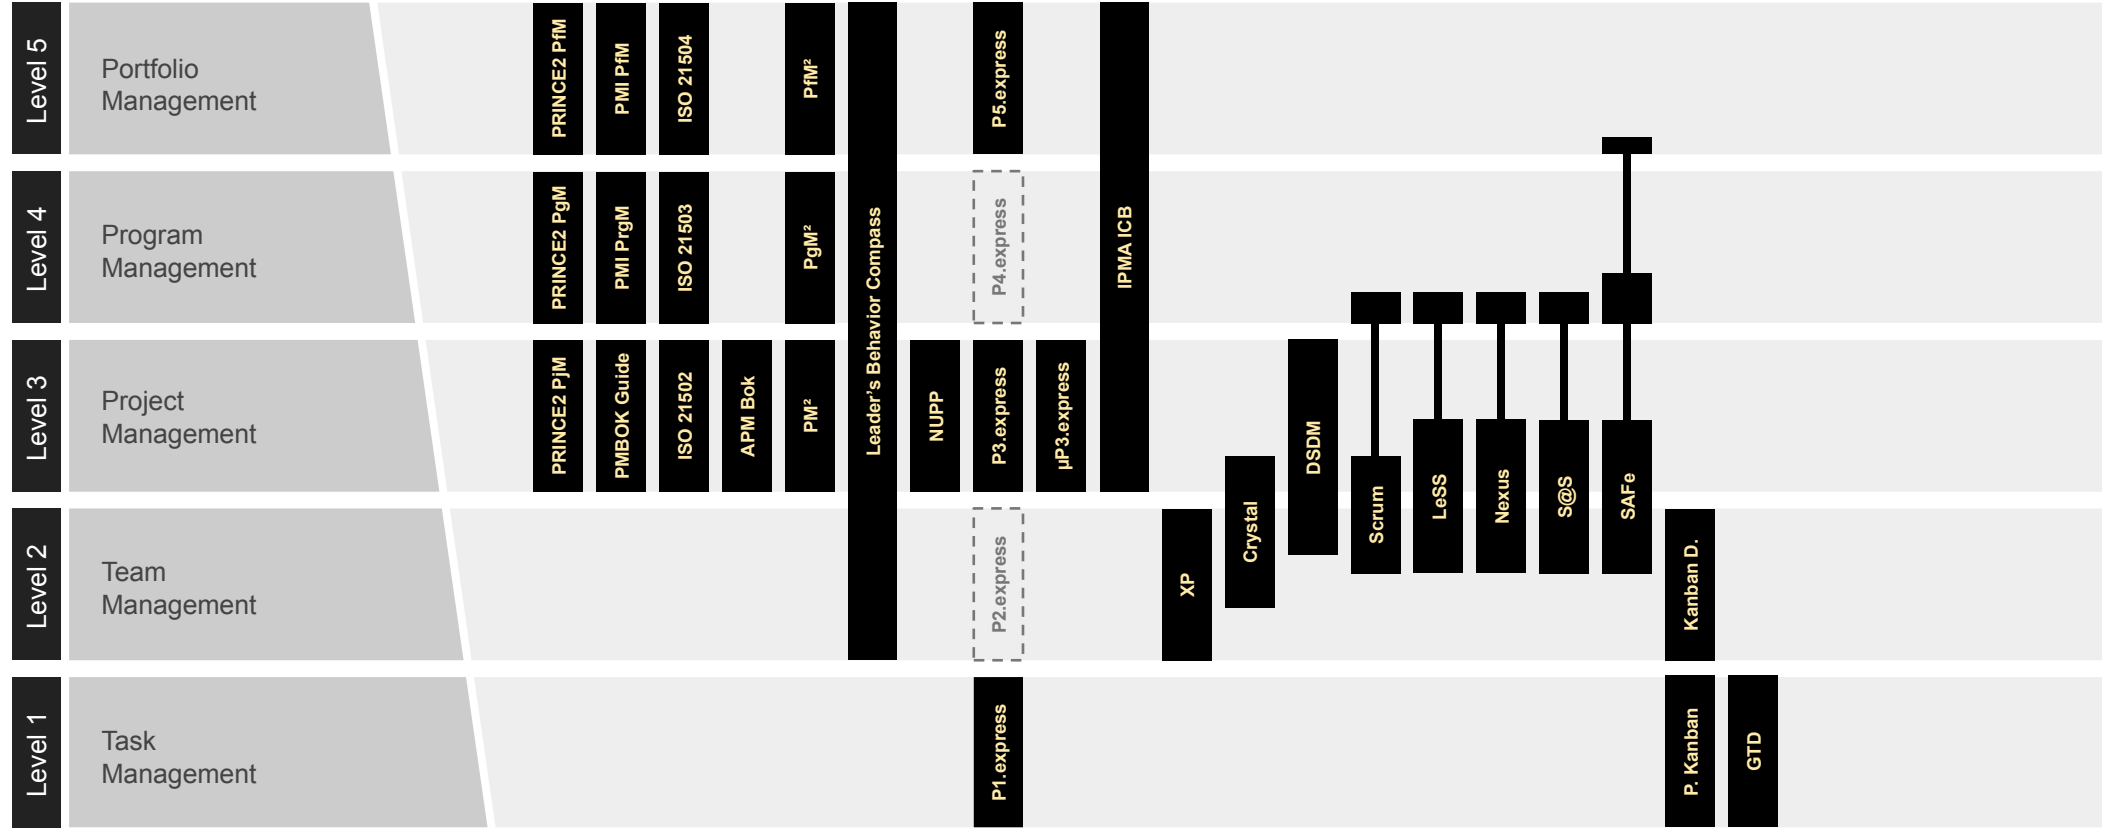 Level 5
Portfolio
Management
PRINCE2 PfM
PMI PfM
ISO 21504
PfM²
P5.express
Level 4
Program
Management
PRINCE2 PgM
PMI PrgM
ISO 21503
PgM²
Leader's Behavior Compass
P4.express
IPMA ICB
Level 3
Project
Management
PRINCE2 PjM
PMBOK Guide
ISO 21502
APM Bok
PM²
NUPP
P3.express
µP3.express
DSDM
Level 2
Team
Management
P2.express
XP
Crystal
Scrum
LeSS
Nexus
S@S
SAFe
Kanban D.
Level 1
Task
Management
P1.express
P. Kanban
GTD